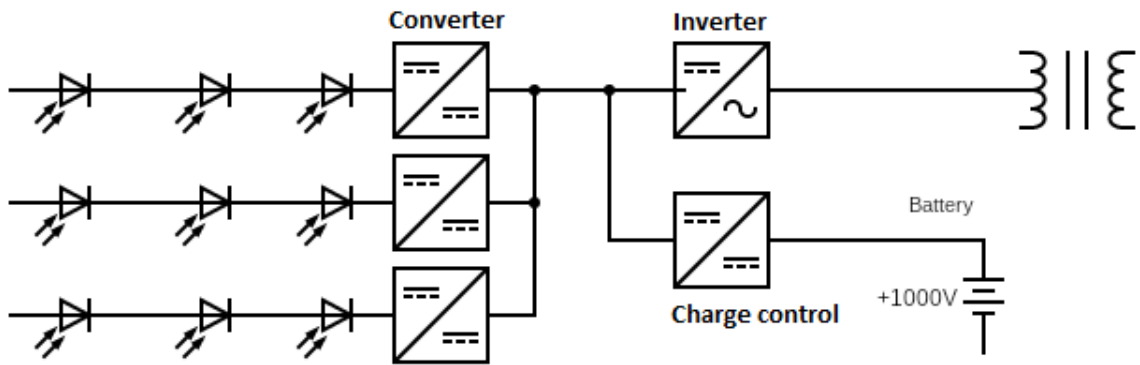 Converter
Inverter
Battery
+1000V
Charge control